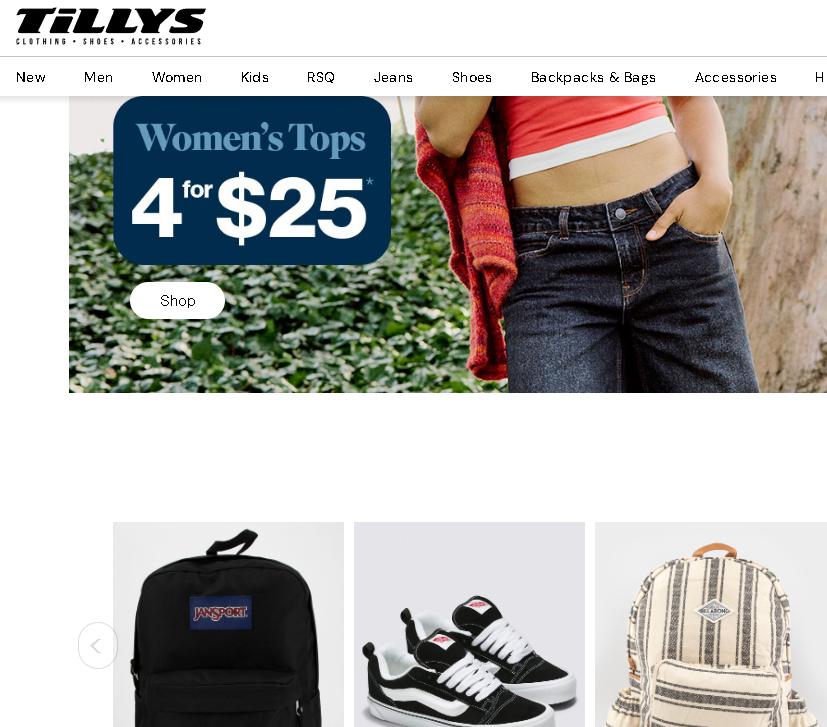 TILLYS
CLOTHING • SHOES • ACCESSORIES
New Men Women Kids RSQ Jeans Shoes Backpacks & Bags Accessories H
Women's Tops
4 for $25*
Shop
JANSPORT
BILLABONG